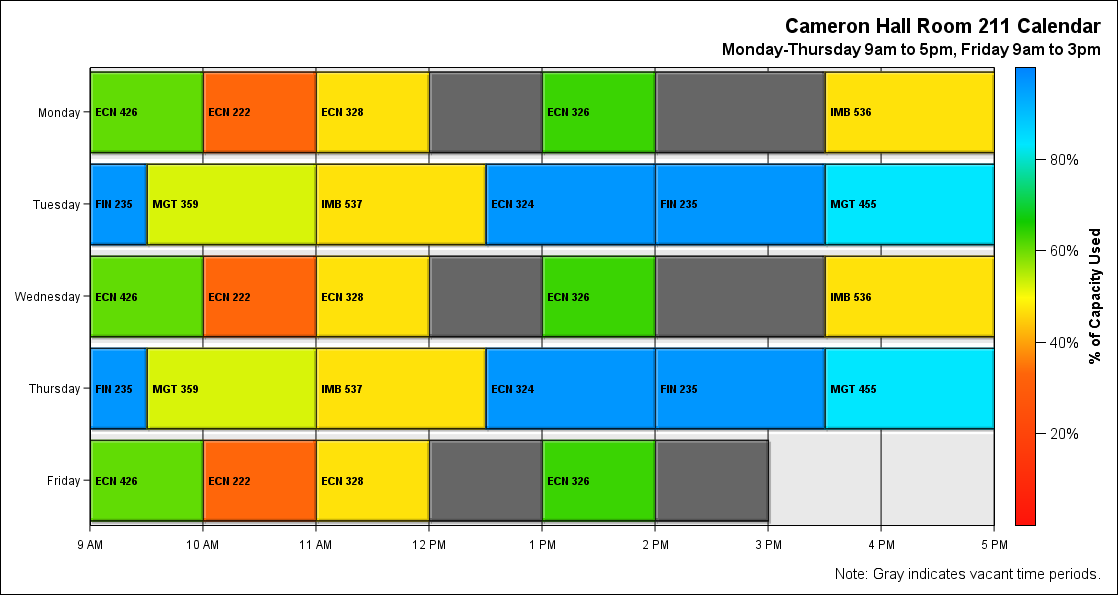 Cameron Hall Room 211 Calendar
Monday-Thursday 9am to 5pm, Friday 9am to 3pm
Monday ECN 426 ECN 222 ECN 328 ECN 326 IMB 536
Tuesday FIN 235 MGT 359 IMB 537 ECN 324 FIN 235 MGT 455
Wednesday ECN 426 ECN 222 ECN 328 ECN 326 IMB 536
Thursday FIN 235 MGT 359 IMB 537 ECN 324 FIN 235 MGT 455
Friday ECN 426 ECN 222 ECN 328 ECN 326
9 AM 10 AM 11 AM 12 PM 1 PM 2 PM 3 PM 4 PM 5 PM
80%
60%
40%
20%
% of Capacity Used
Note: Gray indicates vacant time periods.